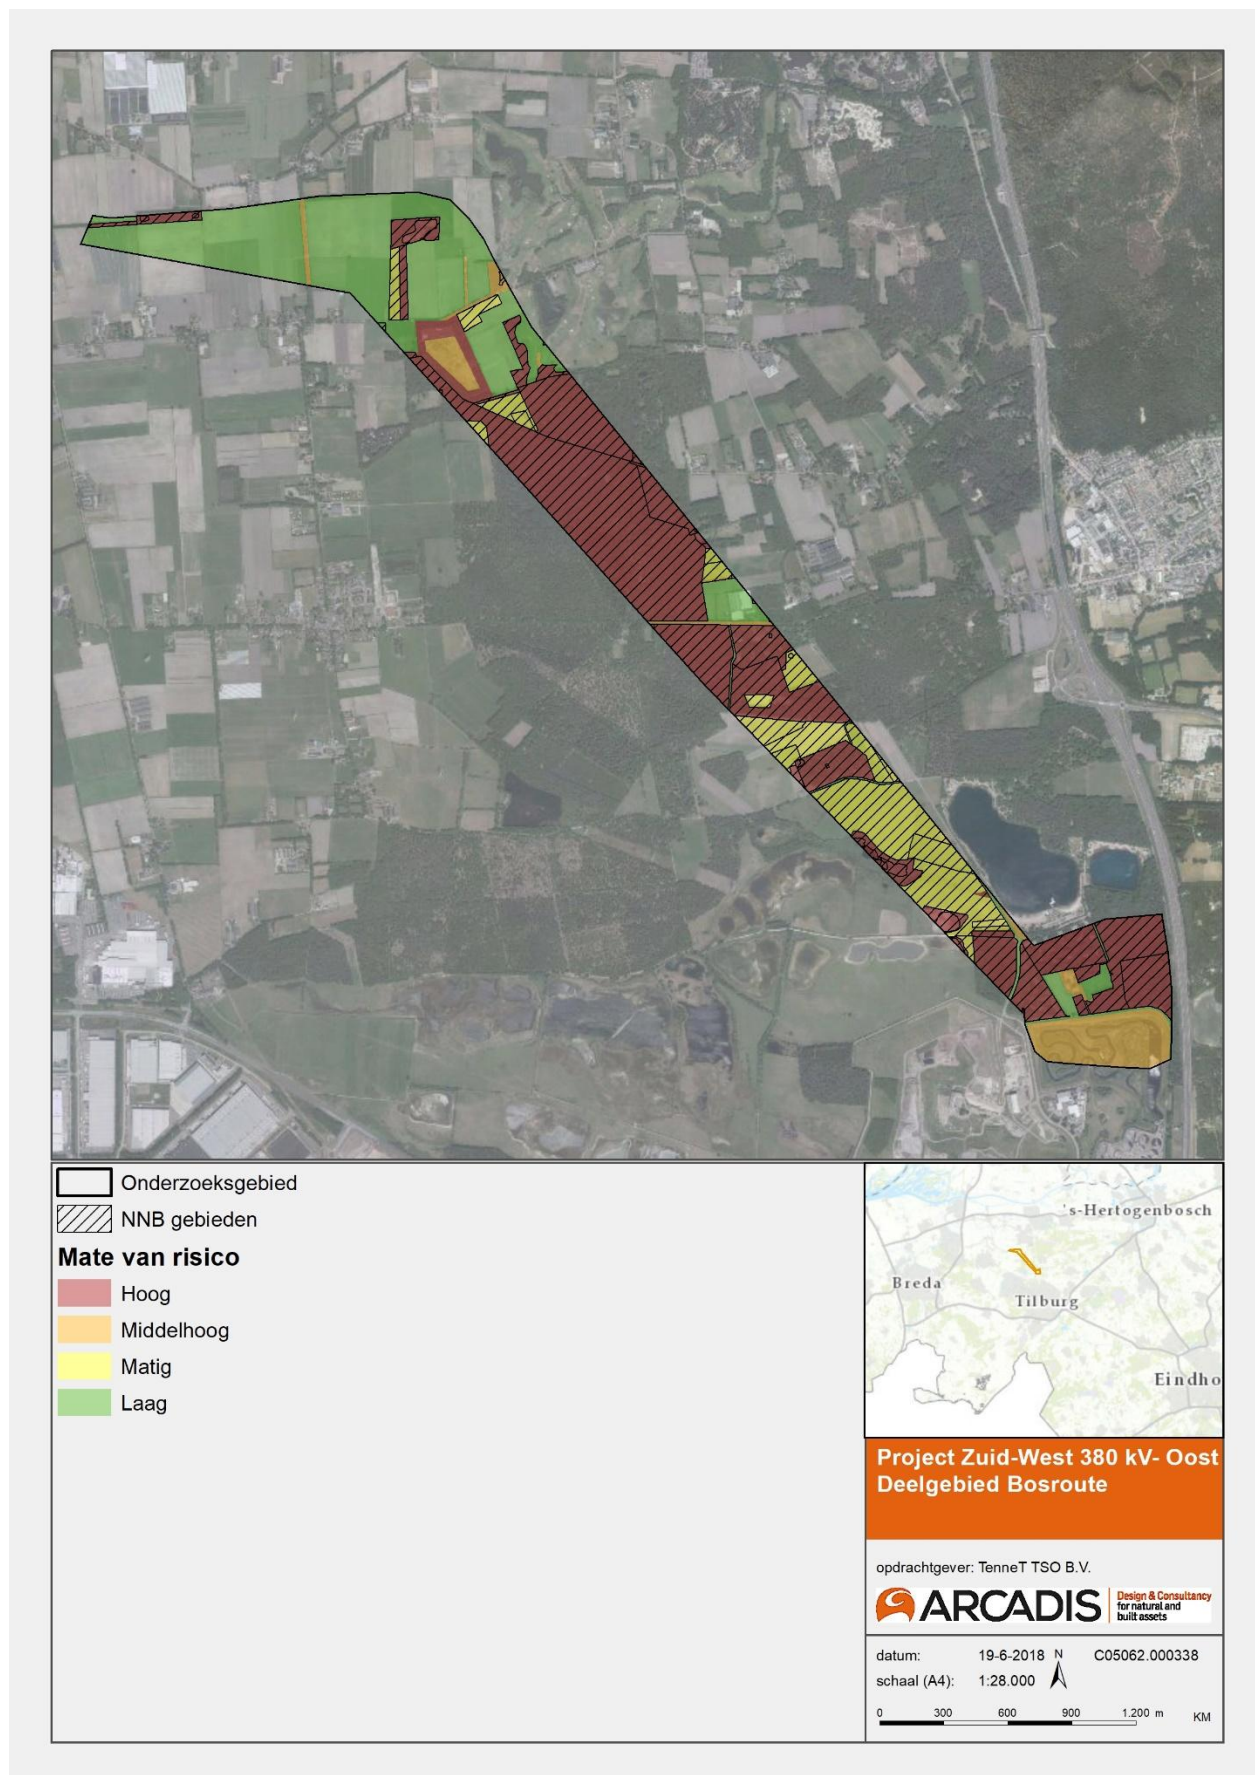 Onderzoeksgebied
NNB gebieden
Mate van risico
Hoog
Middelhoog
Matig
Laag
's-Hertogenbosch
Breda
Tilburg
Eindho
Project Zuid-West 380 kV- Oost
Deelgebied Bosroute
opdrachtgever: TenneT TSO B.V.
ARCADIS
Design & Consultancy
for natural and
built assets
datum: 19-6-2018 N C05062.000338
schaal (A4): 1:28.000
0 300 600 900 1.200 m KM